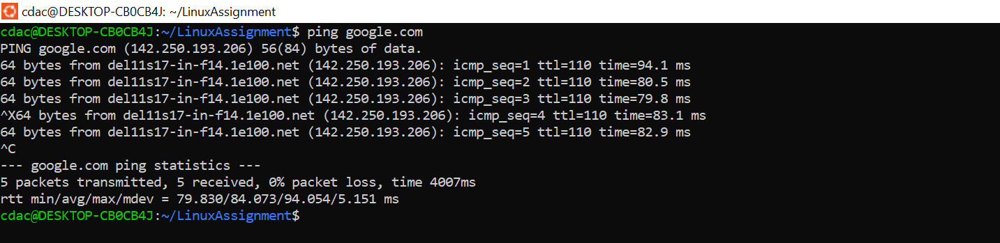 cdac@DESKTOP-CB0CB4J: ~/LinuxAssignment
cdac@DESKTOP-CB0CB4J:~/LinuxAssignment$ ping google.com
PING google.com (142.250.193.206) 56(84) bytes of data.
64 bytes from del11s17-in-f14.1e100.net (142.250.193.206): icmp_seq=1 ttl=110 time=94.1 ms
64 bytes from del11s17-in-f14.1e100.net (142.250.193.206): icmp_seq=2 ttl=110 time=80.5 ms
64 bytes from del11s17-in-f14.1e100.net (142.250.193.206): icmp_seq=3 ttl=110 time=79.8 ms
^X64 bytes from del11s17-in-f14.1e100.net (142.250.193.206): icmp_seq=4 ttl=110 time=83.1 ms
64 bytes from del11s17-in-f14.1e100.net (142.250.193.206): icmp_seq=5 ttl=110 time=82.9 ms
^C
--- google.com ping statistics ---
5 packets transmitted, 5 received, 0% packet loss, time 4007ms
rtt min/avg/max/mdev = 79.830/84.073/94.054/5.151 ms
cdac@DESKTOP-CB0CB4J:~/LinuxAssignment$